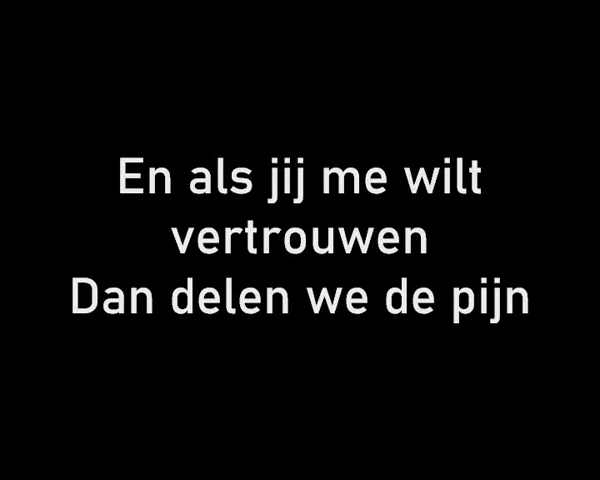 En als jij me wilt
vertrouwen
Dan delen we de pijn